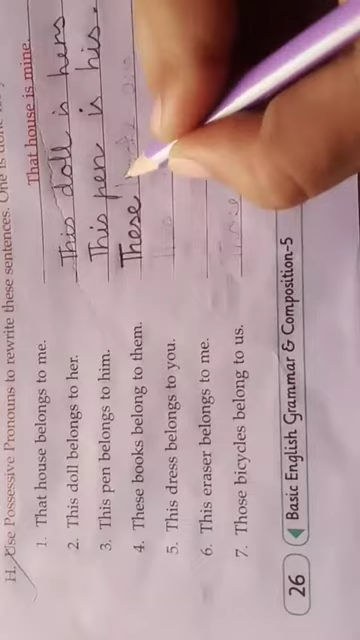 H. Use Possessive Pronouns to rewrite these sentences. One is done
1. That house belongs to me. That house is mine.
2. This doll belongs to her. This doll is hers
3. This pen belongs to him. This pen is his.
4. These books belong to them. These
5. This dress belongs to you.
6. This eraser belongs to me.
7. Those bicycles belong to us.
26 Basic English Grammar & Composition-5